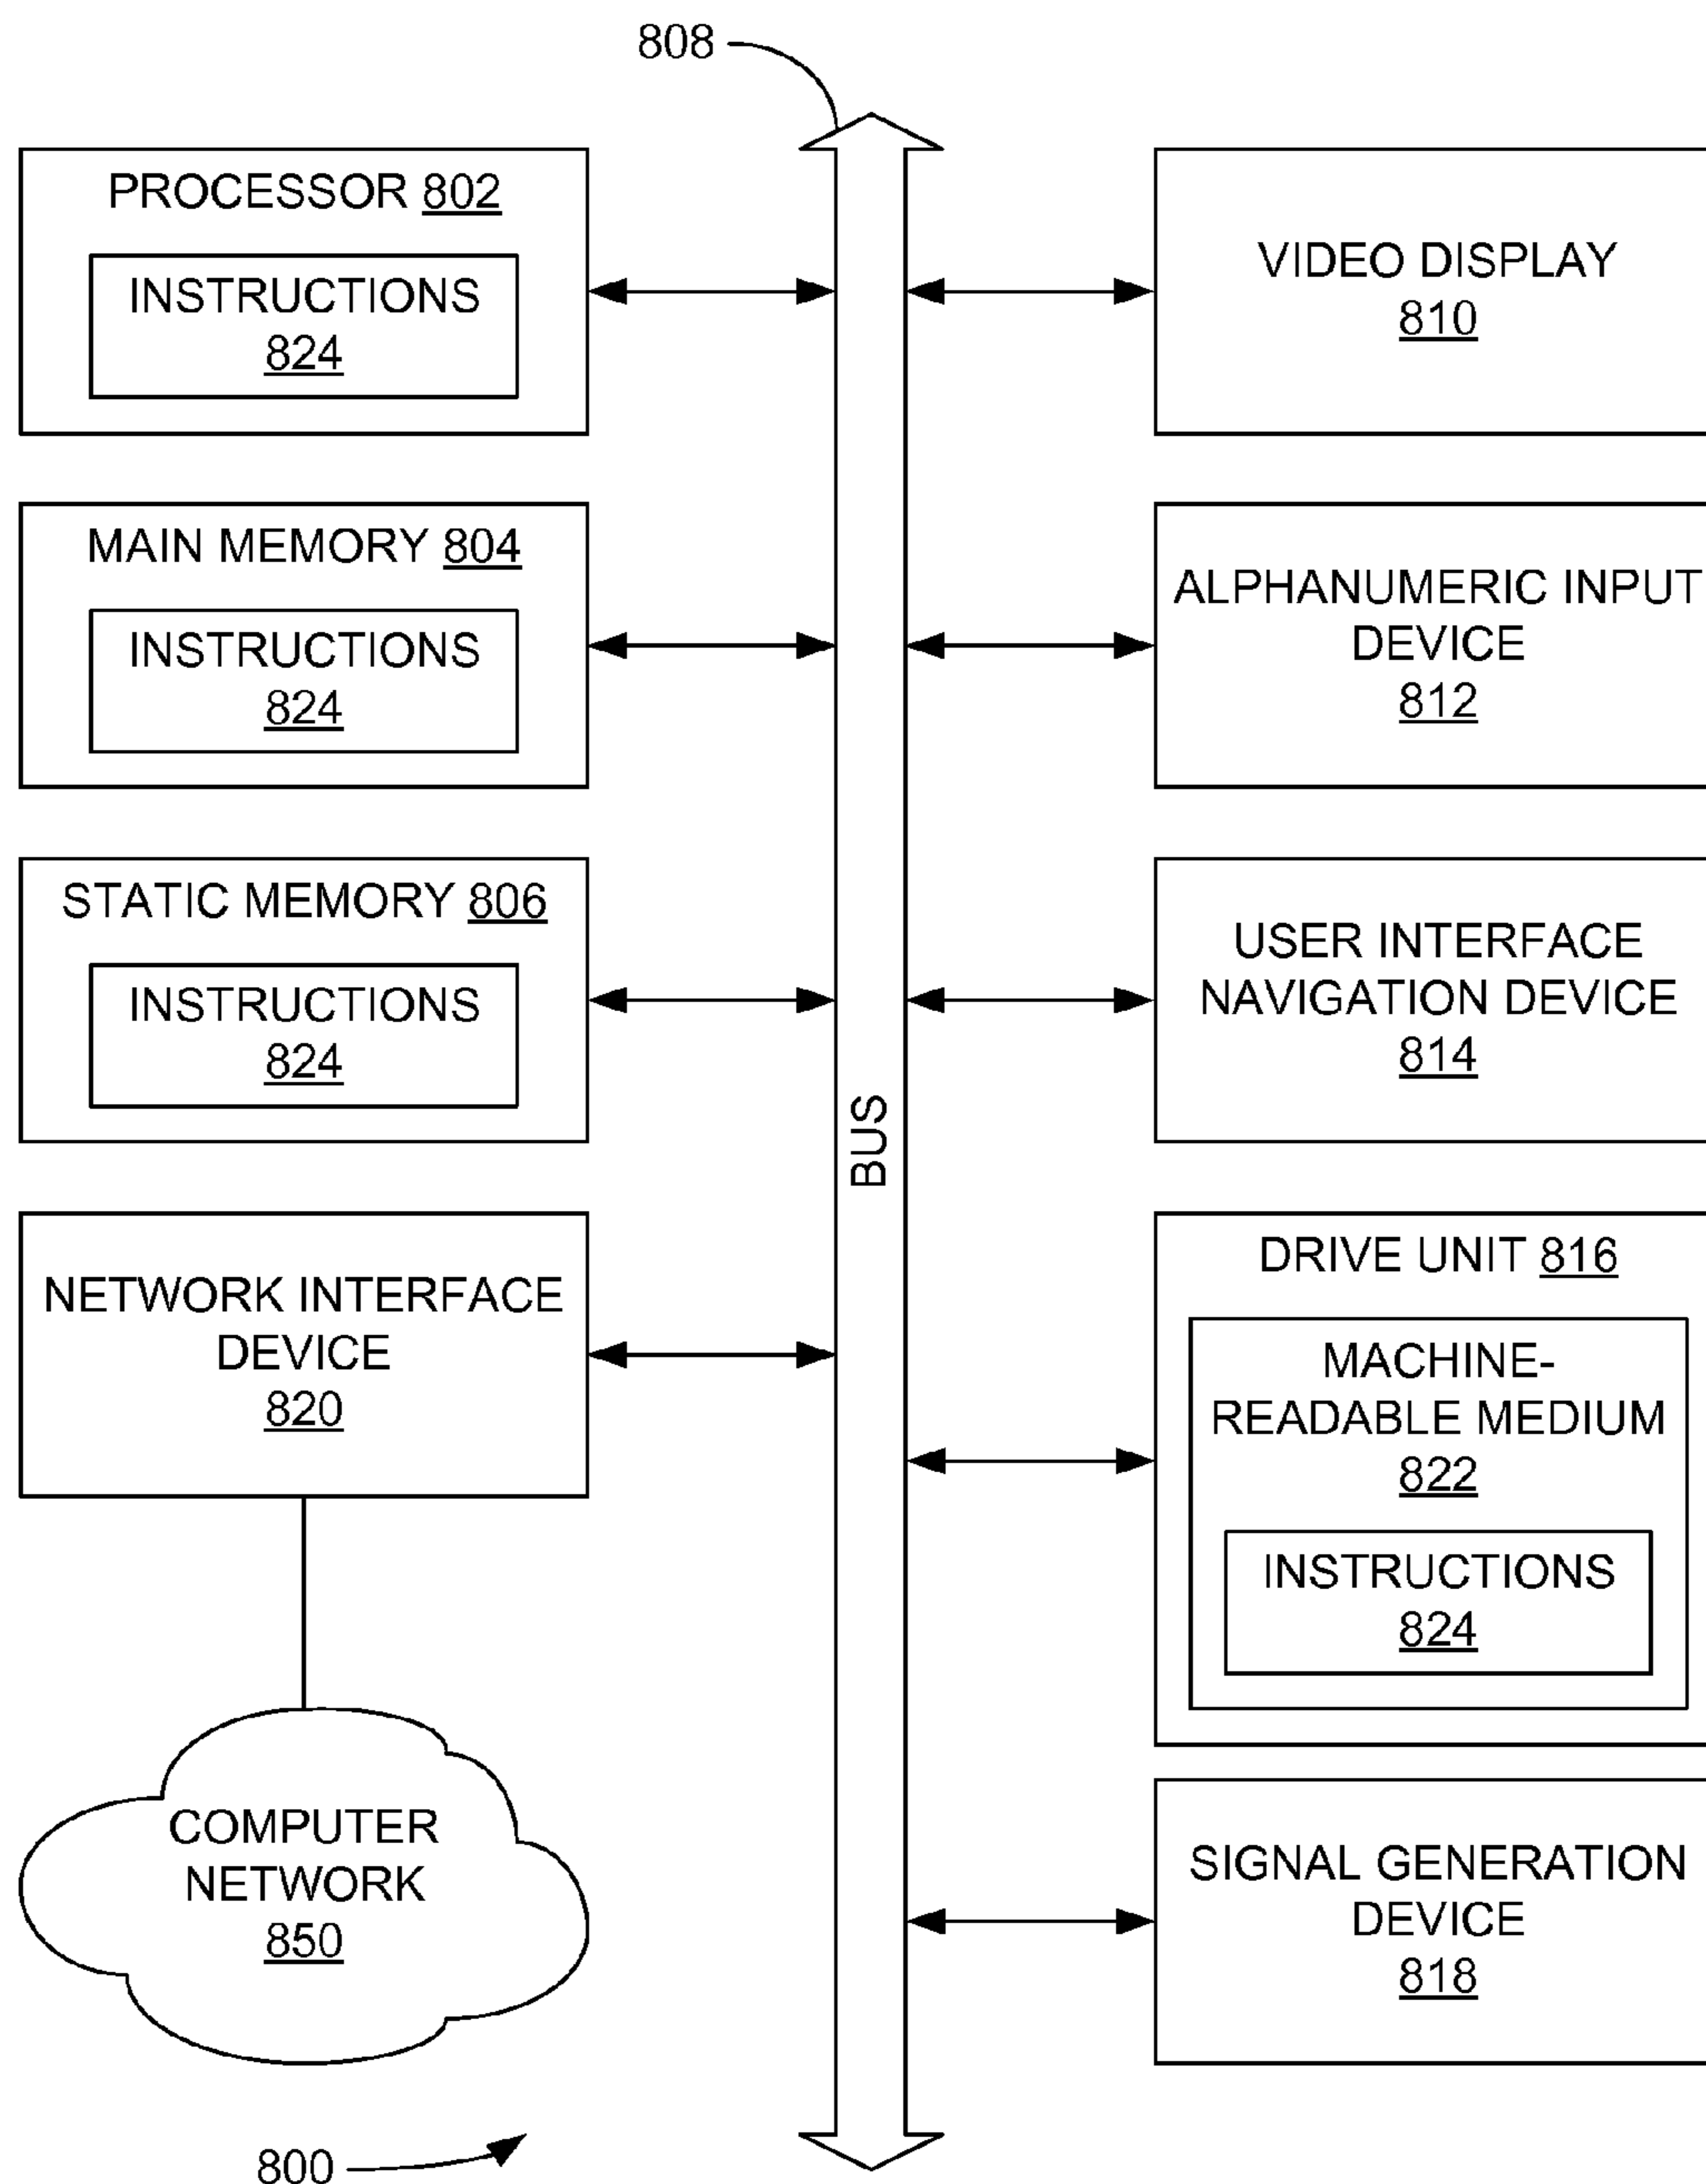 808
PROCESSOR 802
INSTRUCTIONS
824
MAIN MEMORY 804
INSTRUCTIONS
824
STATIC MEMORY 806
INSTRUCTIONS
824
NETWORK INTERFACE
DEVICE
820
COMPUTER
NETWORK
850
800
BUS
VIDEO DISPLAY
810
ALPHANUMERIC INPUT
DEVICE
812
USER INTERFACE
NAVIGATION DEVICE
814
DRIVE UNIT 816
MACHINE-
READABLE MEDIUM
822
INSTRUCTIONS
824
SIGNAL GENERATION
DEVICE
818